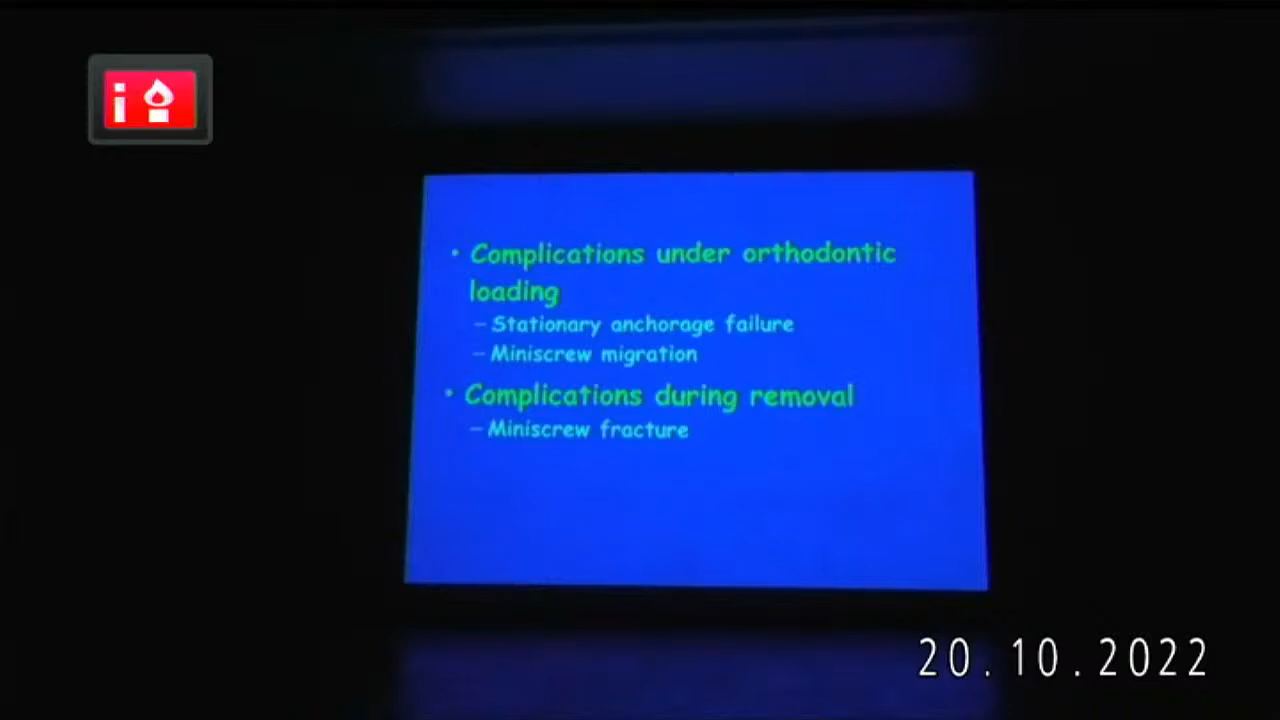 • Complications under orthodontic
loading
– Stationary anchorage failure
– Miniscrew migration
• Complications during removal
– Miniscrew fracture
20.10.2022